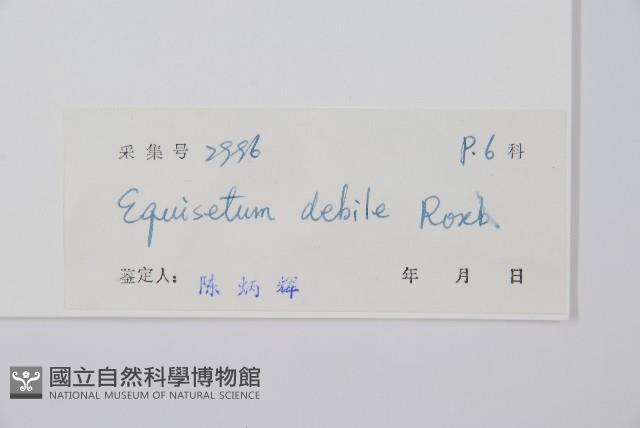 采集号 2996 P.6 科
Equisetum debile Roxb.
鉴定人: 陈炳辉 年 月 日
國立自然科學博物館
NATIONAL MUSEUM OF NATURAL SCIENCE